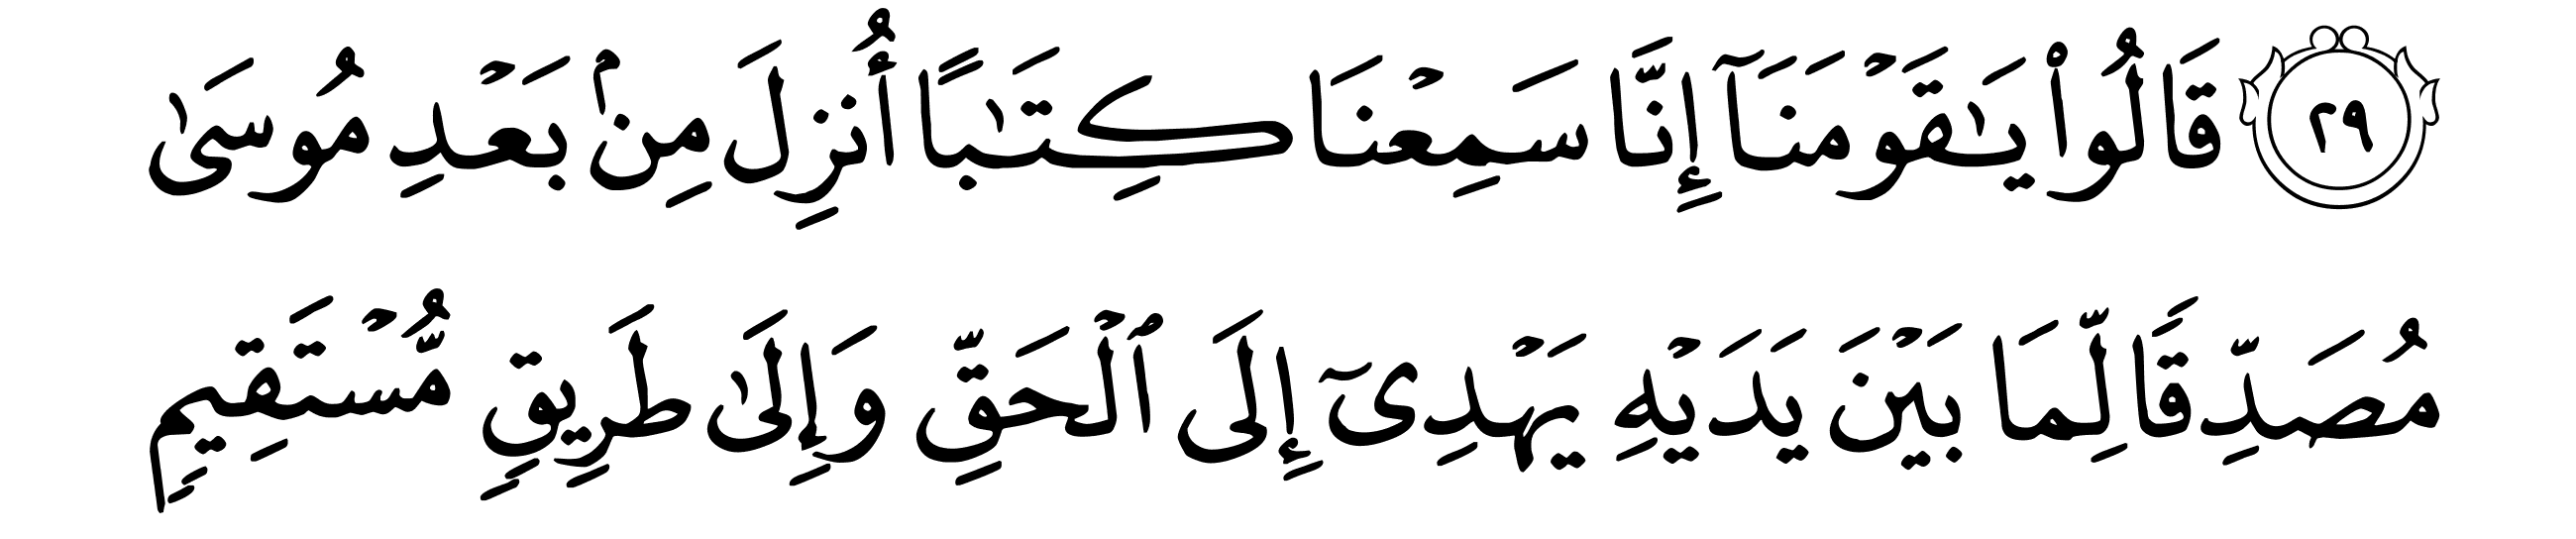 ٢٩ قَالُوا۟ يَٰقَوْمَنَآ إِنَّا سَمِعْنَا كِتَٰبًا أُنزِلَ مِنۢ بَعْدِ مُوسَىٰ
مُصَدِّقًا لِّمَا بَيْنَ يَدَيْهِ يَهْدِىٓ إِلَى ٱلْحَقِّ وَإِلَىٰ طَرِيقٍ مُّسْتَقِيمٍ